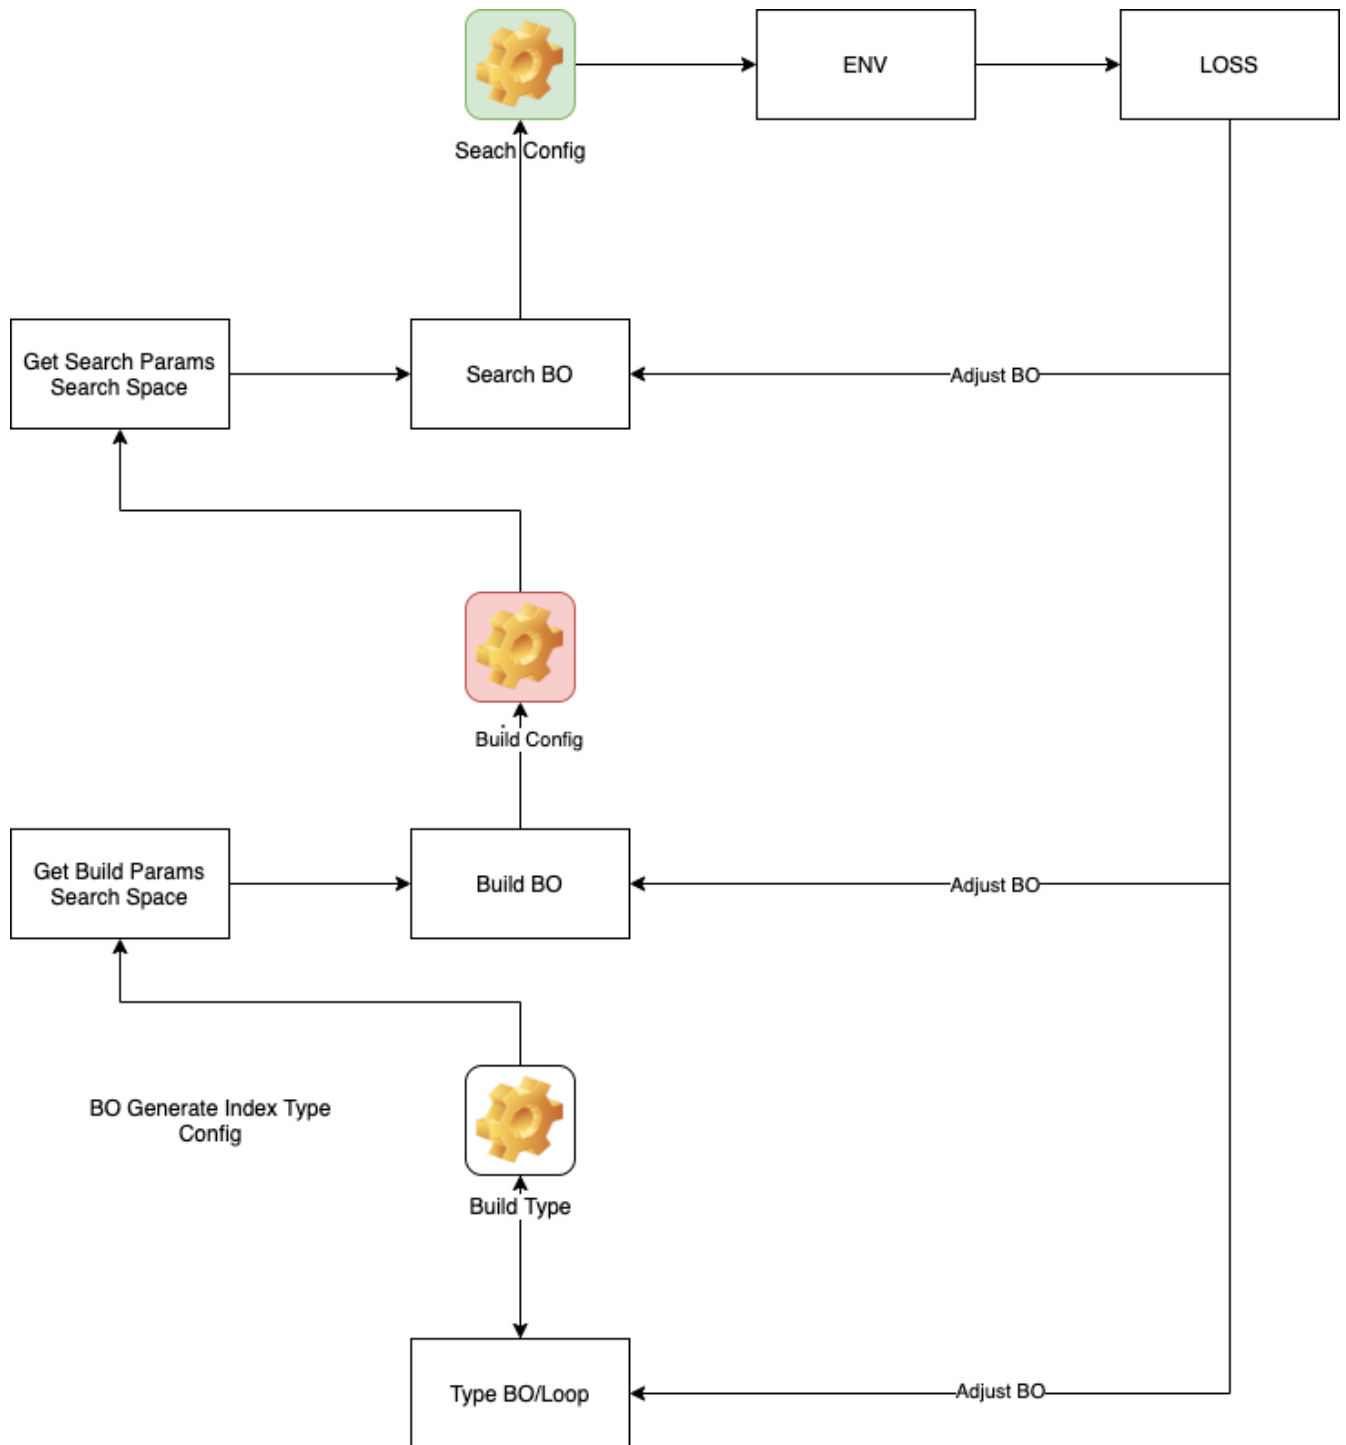 ENV
LOSS
Seach Config
Get Search Params
Search Space
Search BO
Adjust BO
Build Config
Get Build Params
Search Space
Build BO
Adjust BO
BO Generate Index Type
Config
Build Type
Type BO/Loop
Adjust BO